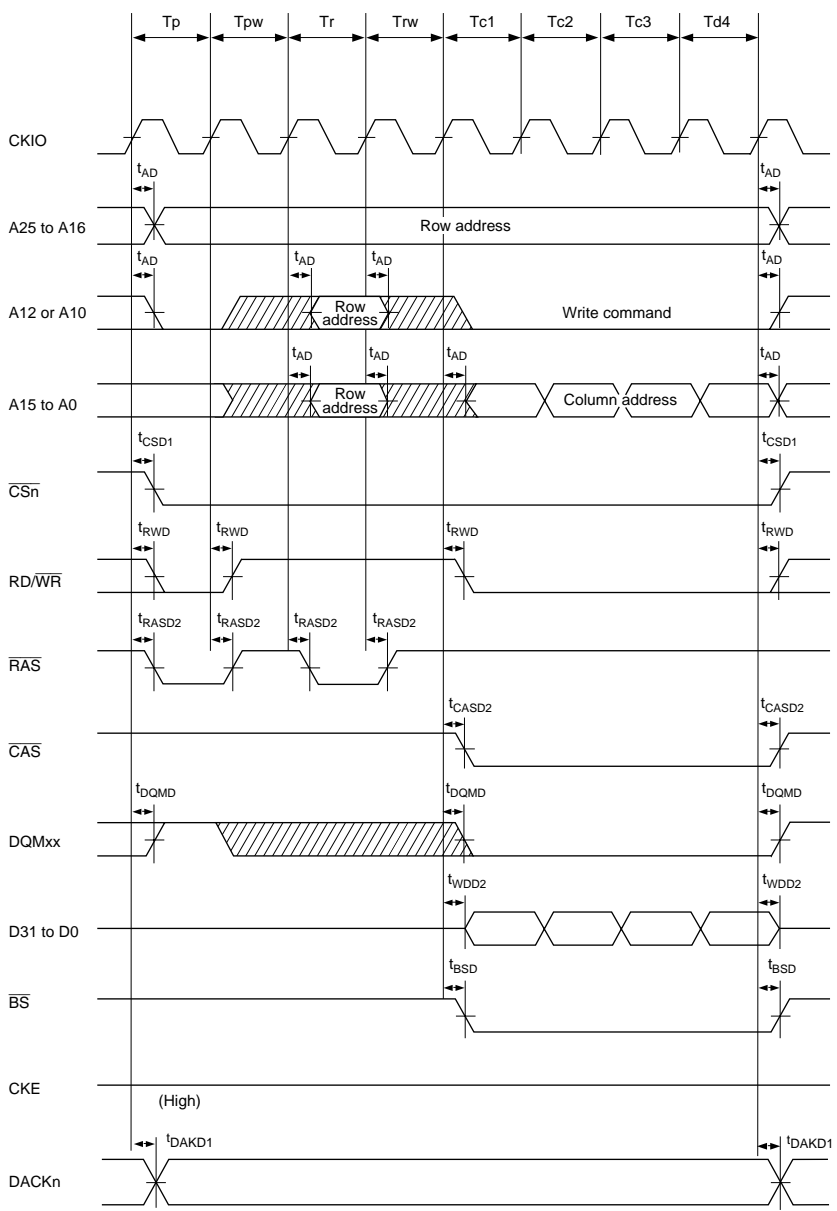 Tp Tpw Tr Trw Tc1 Tc2 Tc3 Td4
CKIO
tAD tAD
A25 to A16 Row address
tAD tAD tAD tAD
A12 or A10 Row address Write command
tAD tAD tAD tAD
A15 to A0 Row address Column address
tCSD1 tCSD1
CSn
tRWD tRWD tRWD tRWD
RD/WR
tRASD2 tRASD2 tRASD2 tRASD2
RAS
tCASD2 tCASD2
CAS
tDQMD tDQMD tDQMD
DQMxx
tWDD2 tWDD2
D31 to D0
tBSD tBSD
BS
CKE
(High)
tDAKD1 tDAKD1
DACKn